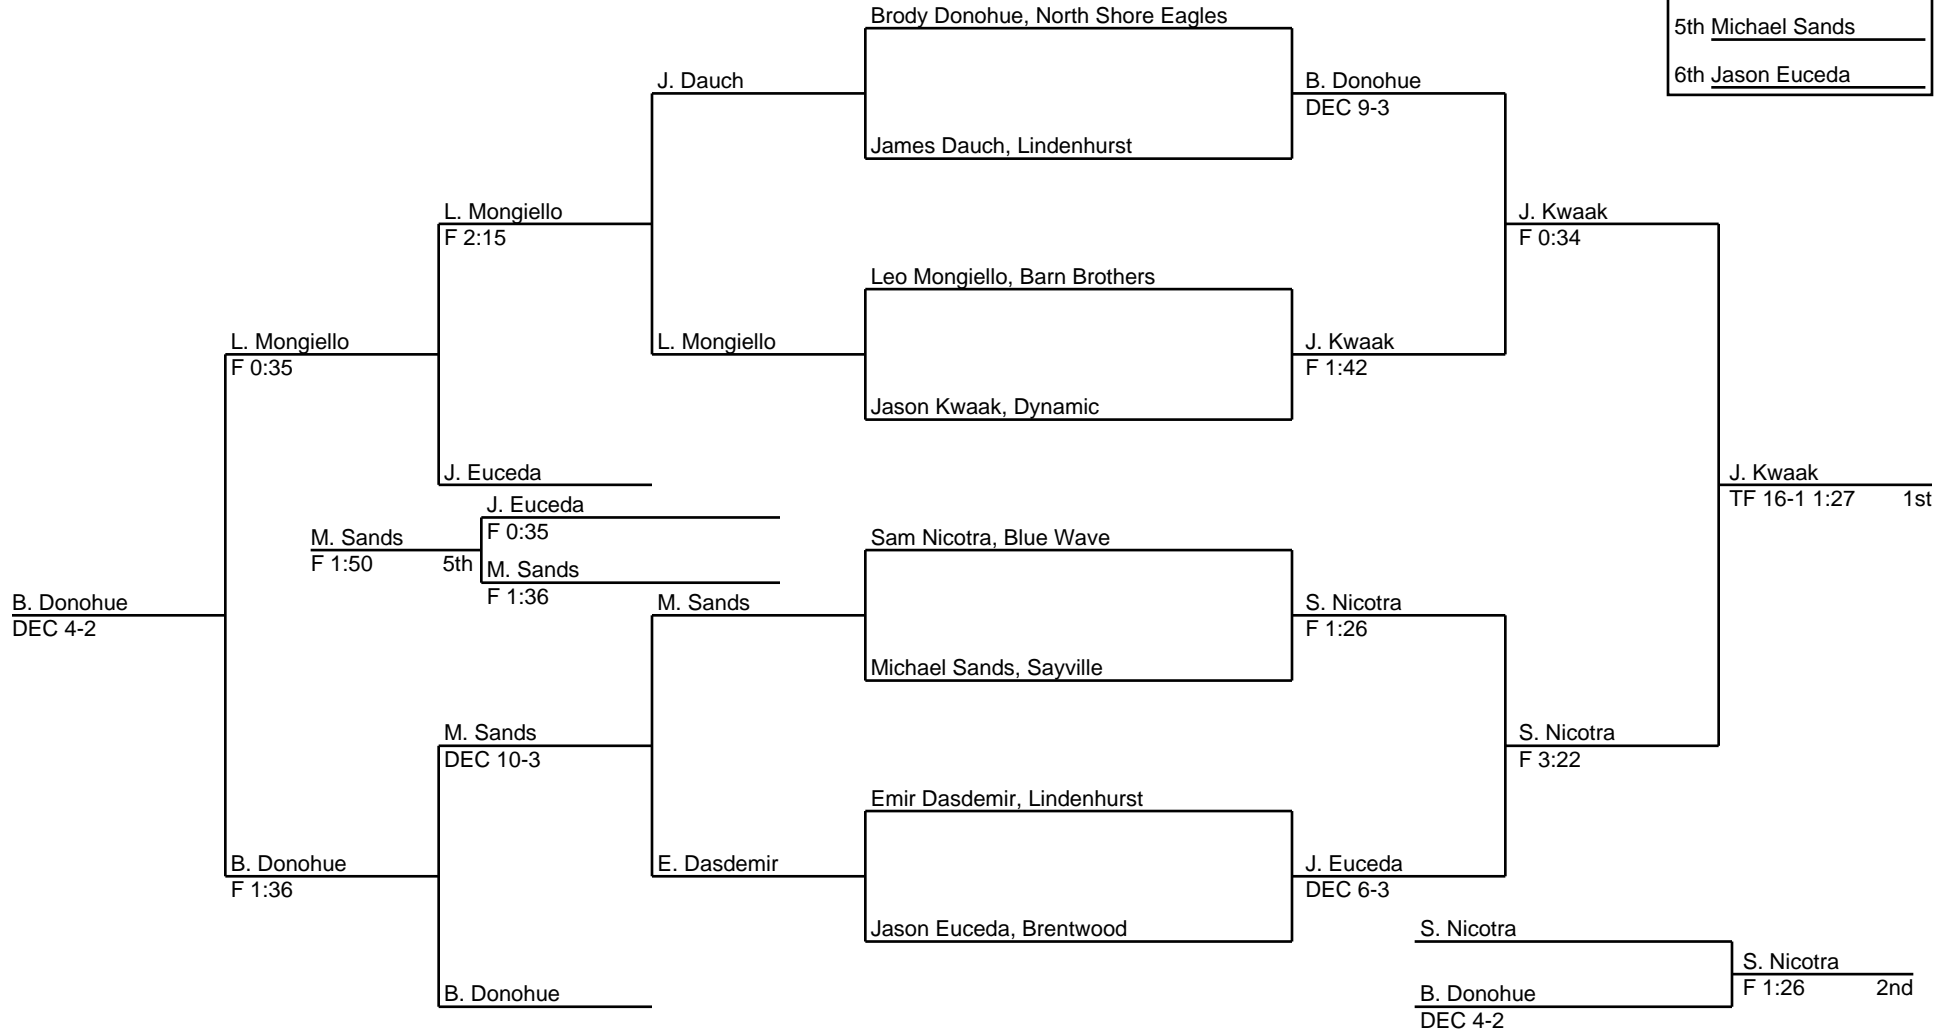 Brody Donohue, North Shore Eagles
5th Michael Sands
J. Dauch
B. Donohue
6th Jason Euceda
DEC 9-3
James Dauch, Lindenhurst
L. Mongiello
J. Kwaak
F 2:15
F 0:34
Leo Mongiello, Barn Brothers
L. Mongiello
L. Mongiello
J. Kwaak
F 0:35
F 1:42
Jason Kwaak, Dynamic
J. Euceda
J. Kwaak
TF 16-1 1:27 1st
J. Euceda
F 0:35
M. Sands
Sam Nicotra, Blue Wave
F 1:50 5th
M. Sands
F 1:36
B. Donohue
M. Sands
S. Nicotra
DEC 4-2
F 1:26
Michael Sands, Sayville
M. Sands
S. Nicotra
DEC 10-3
F 3:22
Emir Dasdemir, Lindenhurst
B. Donohue
E. Dasdemir
J. Euceda
F 1:36
DEC 6-3
Jason Euceda, Brentwood
S. Nicotra
S. Nicotra
F 1:26 2nd
B. Donohue
B. Donohue
DEC 4-2